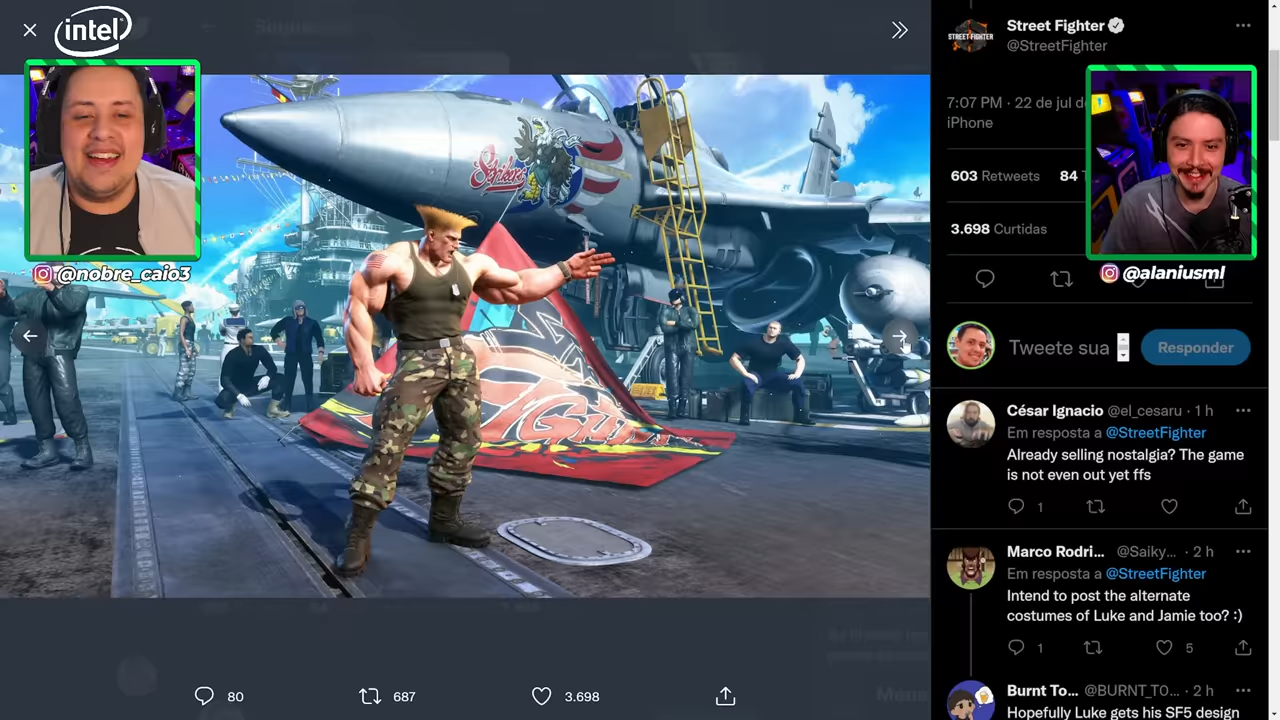 intel
@nobre_caio3
Strikers
Street Fighter
@StreetFighter
STREET FIGHTER
7:07 PM · 22 de jul d
iPhone
603 Retweets 84
3.698 Curtidas
@alaniusml
Tweete sua
Responder
César Ignacio @el_cesaru · 1 h
Em resposta a @StreetFighter
Already selling nostalgia? The game
is not even out yet ffs
1
Marco Rodri... @Saiky... · 2 h
Em resposta a @StreetFighter
Intend to post the alternate
costumes of Luke and Jamie too? :)
1 5
Burnt To... @BURNT_TO... · 2 h
Hopefully Luke gets his SF5 design
80 687 3.698